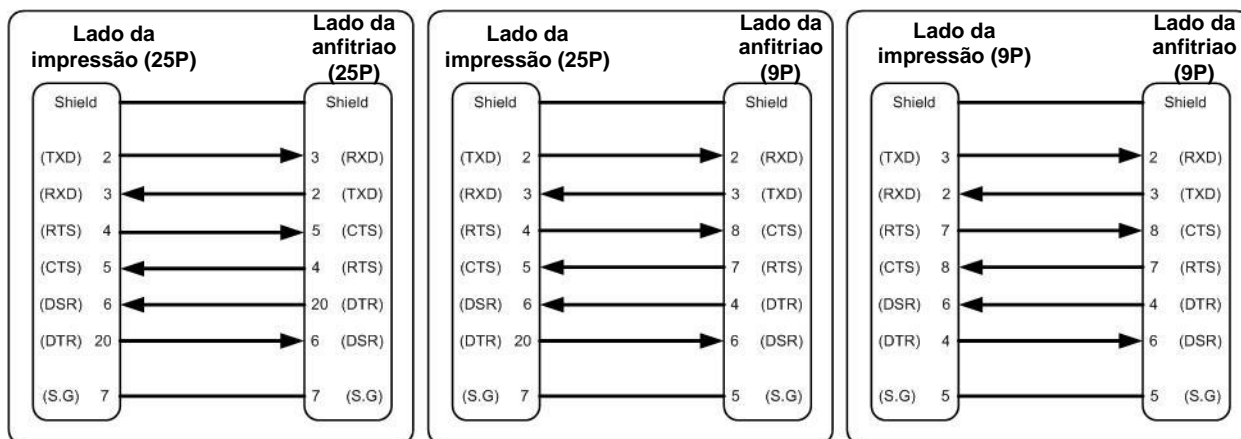 Lado da
impressão (25P)
Lado da
anfitriao
(25P)
Shield Shield
(TXD) 2 3 (RXD)
(RXD) 3 2 (TXD)
(RTS) 4 5 (CTS)
(CTS) 5 4 (RTS)
(DSR) 6 20 (DTR)
(DTR) 20 6 (DSR)
(S.G) 7 7 (S.G)
Lado da
impressão (25P)
Lado da
anfitriao
(9P)
Shield Shield
(TXD) 2 2 (RXD)
(RXD) 3 3 (TXD)
(RTS) 4 8 (CTS)
(CTS) 5 7 (RTS)
(DSR) 6 4 (DTR)
(DTR) 20 6 (DSR)
(S.G) 7 5 (S.G)
Lado da
impressão (9P)
Lado da
anfitriao
(9P)
Shield Shield
(TXD) 3 2 (RXD)
(RXD) 2 3 (TXD)
(RTS) 7 8 (CTS)
(CTS) 8 7 (RTS)
(DSR) 6 4 (DTR)
(DTR) 4 6 (DSR)
(S.G) 5 5 (S.G)